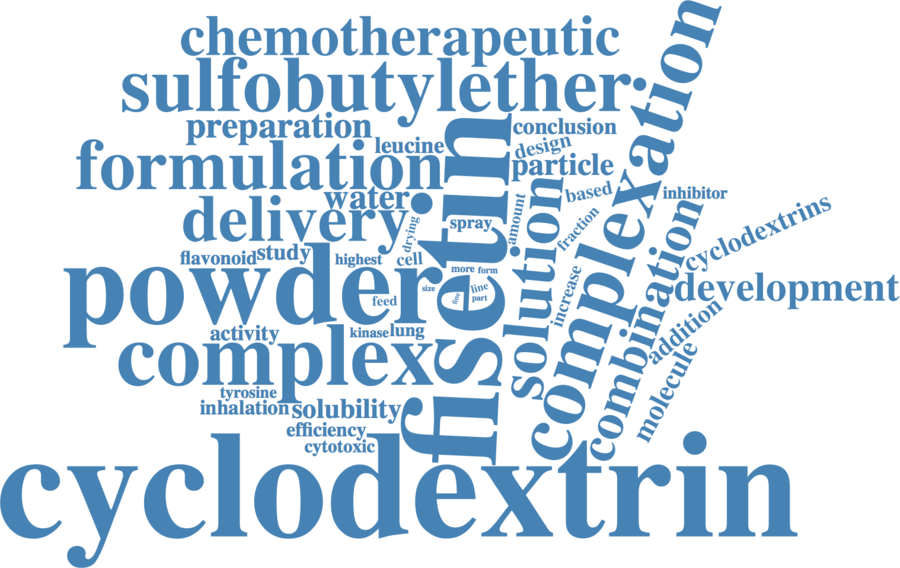 chemotherapeutic
sulfobutylether
preparation
leucine
conclusion
design
formulation
particle
water
based
inhibitor
delivery
spray
amount
drying
fisetin
solution
complexation
fraction
cyclodextrins
flavonoid
study
highest
cell
more
form
powder
feed
size
fine
line
part
increase
combination
development
activity
kinase
lung
addition
complex
molecule
tyrosine
inhalation
solubility
efficiency
cytotoxic
cyclodextrin